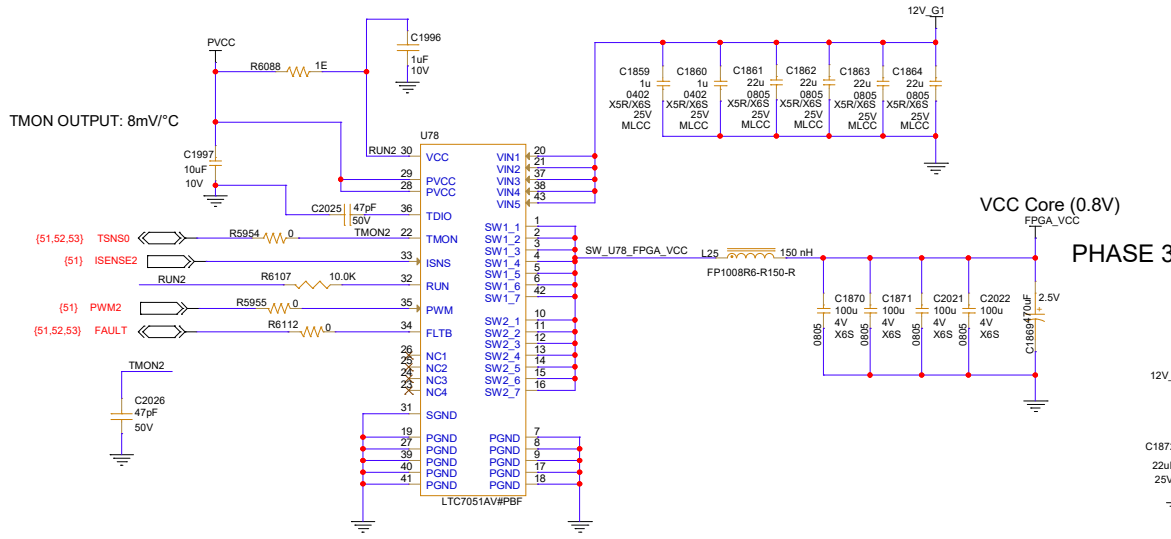 12V_G1
PVCC
C1996
1uF
10V
R6088 1E
C1859
1u
0402
X5R/X6S
25V
MLCC
C1860
1u
0402
X5R/X6S
25V
MLCC
C1861
22u
0805
X5R/X6S
25V
MLCC
C1862
22u
0805
X5R/X6S
25V
MLCC
C1863
22u
0805
X5R/X6S
25V
MLCC
C1864
22u
0805
X5R/X6S
25V
MLCC
TMON OUTPUT: 8mV/°C
C1997
10uF
10V
U78
RUN2 30 VCC
29 PVCC
28 PVCC
C2025 47pF
50V
36 TDIO
{51,52,53} TSNS0 R5954 0 TMON2 22 TMON
{51} ISENSE2 33 ISNS
RUN2 R6107 10.0K 32 RUN
{51} PWM2 R5955 0 35 PWM
{51,52,53} FAULT R6112 0 34 FLTB
26 NC1
25 NC2
24 NC3
23 NC4
31 SGND
19 PGND
27 PGND
39 PGND
40 PGND
41 PGND
VIN1 20
VIN2 21
VIN3 37
VIN4 38
VIN5 43
SW1_1 1
SW1_2 2
SW1_3 3
SW1_4 4
SW1_5 5
SW1_6 6
SW1_7 42
SW2_1 10
SW2_2 11
SW2_3 12
SW2_4 13
SW2_5 14
SW2_6 15
SW2_7 16
PGND 7
PGND 8
PGND 9
PGND 17
PGND 18
LTC7051AV#PBF
TMON2
C2026
47pF
50V
SW_U78_FPGA_VCC
L25 150 nH
FP1008R6-R150-R
VCC Core (0.8V)
FPGA_VCC
PHASE 3
C1870
100u
4V
X6S
0805
C1871
100u
4V
X6S
0805
C2021
100u
4V
X6S
0805
C2022
100u
4V
X6S
0805
C1869
470uF
2.5V
+
12V_
C187
22u
25V